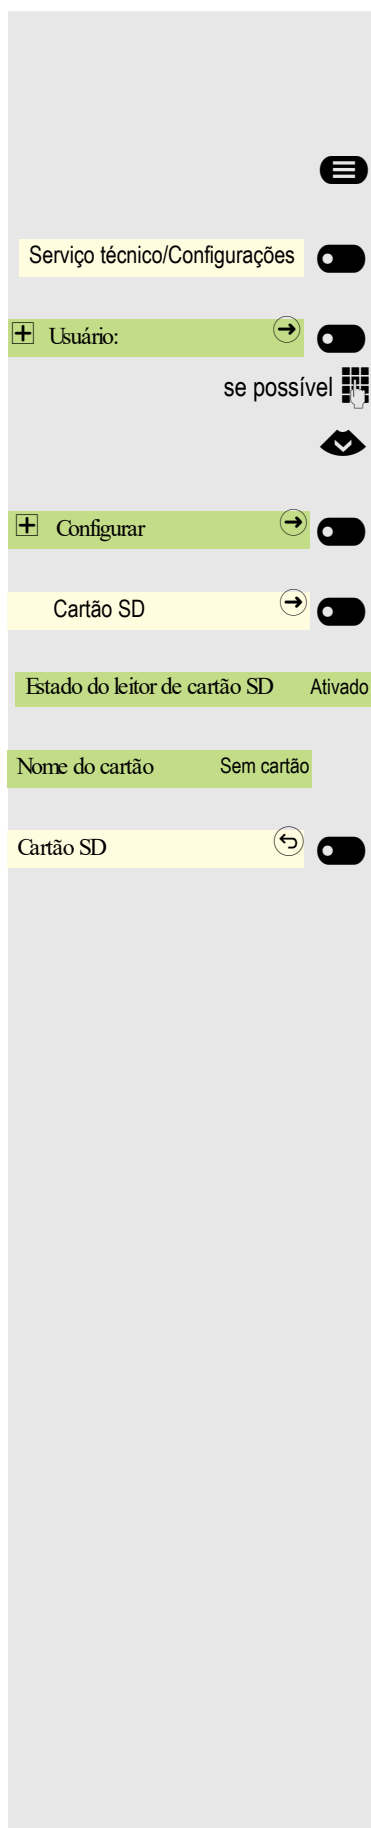 Serviço técnico/Configurações
Usuário:
se possível
Configurar
Cartão SD
Estado do leitor de cartão SD Ativado
Nome do cartão Sem cartão
Cartão SD